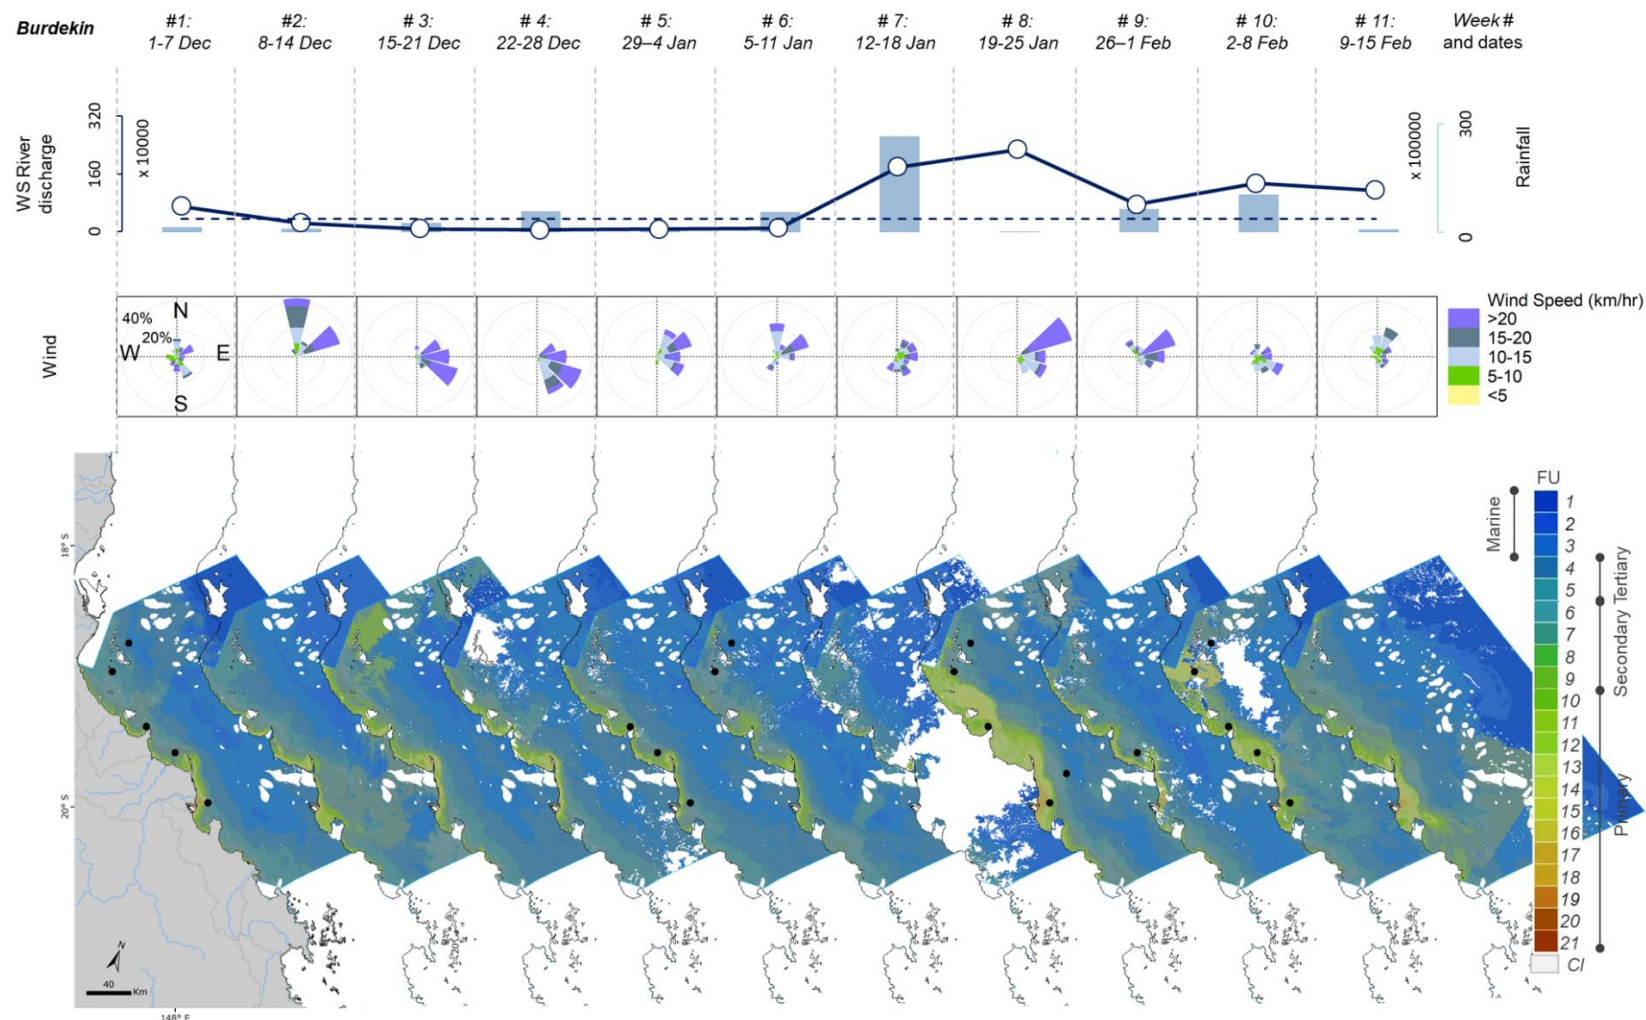 Burdekin
#1:
1-7 Dec
#2:
8-14 Dec
# 3:
15-21 Dec
# 4:
22-28 Dec
# 5:
29–4 Jan
# 6:
5-11 Jan
# 7:
12-18 Jan
# 8:
19-25 Jan
# 9:
26–1 Feb
# 10:
2-8 Feb
# 11:
9-15 Feb
Week #
and dates
WS River
discharge
320
160
0
x 10000
x 100000
300
0
Rainfall
Wind
N
40%
20%
W
E
S
Wind Speed (km/hr)
>20
15-20
10-15
5-10
<5
18° S
20° S
148° E
N
40
Km
FU
1
2
3
4
5
6
7
8
9
10
11
12
13
14
15
16
17
18
19
20
21
Cl
Marine
Tertiary
Secondary
Primary